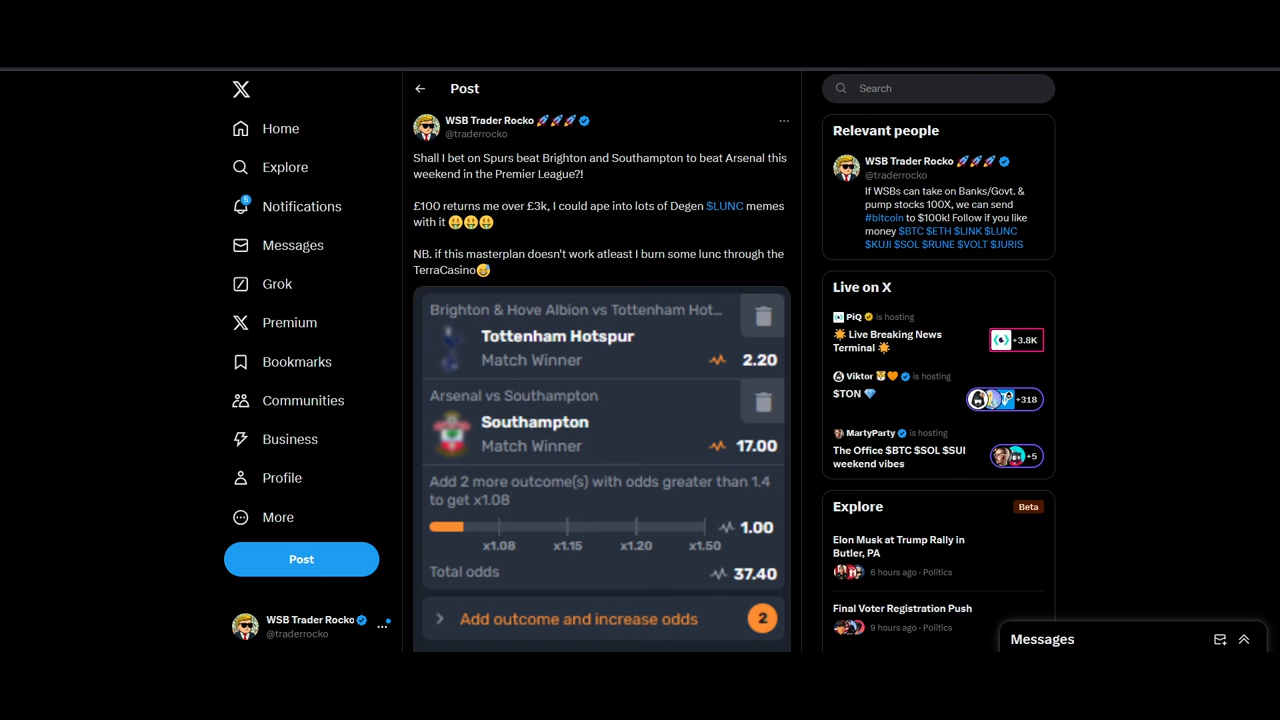 Home
Explore
5
Notifications
Messages
Grok
Premium
Bookmarks
Communities
Business
Profile
More
Post
WSB Trader Rocko 🚀🚀🚀
@traderrocko
Post
WSB Trader Rocko 🚀🚀🚀
@traderrocko
Shall I bet on Spurs beat Brighton and Southampton to beat Arsenal this
weekend in the Premier League?!
£100 returns me over £3k, I could ape into lots of Degen $LUNC memes
with it 🤑🤑🤑
NB. if this masterplan doesn't work atleast I burn some lunc through the
TerraCasino😅
Brighton & Hove Albion vs Tottenham Hot...
Tottenham Hotspur
Match Winner
2.20
Arsenal vs Southampton
Southampton
Match Winner
17.00
Add 2 more outcome(s) with odds greater than 1.4
to get x1.08
1.00
x1.08 x1.15 x1.20 x1.50
Total odds
37.40
Add outcome and increase odds
2
Search
Relevant people
WSB Trader Rocko 🚀🚀🚀
@traderrocko
If WSBs can take on Banks/Govt. &
pump stocks 100X, we can send
#bitcoin to $100k! Follow if you like
money $BTC $ETH $LINK $LUNC
$KUJI $SOL $RUNE $VOLT $JURIS
Live on X
PiQ is hosting
☀️ Live Breaking News
Terminal ☀️
+3.8K
Viktor 🐹🧡 is hosting
$TON 💎
+318
MartyParty is hosting
The Office $BTC $SOL $SUI
weekend vibes
+5
Explore
Beta
Elon Musk at Trump Rally in
Butler, PA
6 hours ago · Politics
Final Voter Registration Push
9 hours ago · Politics
Messages